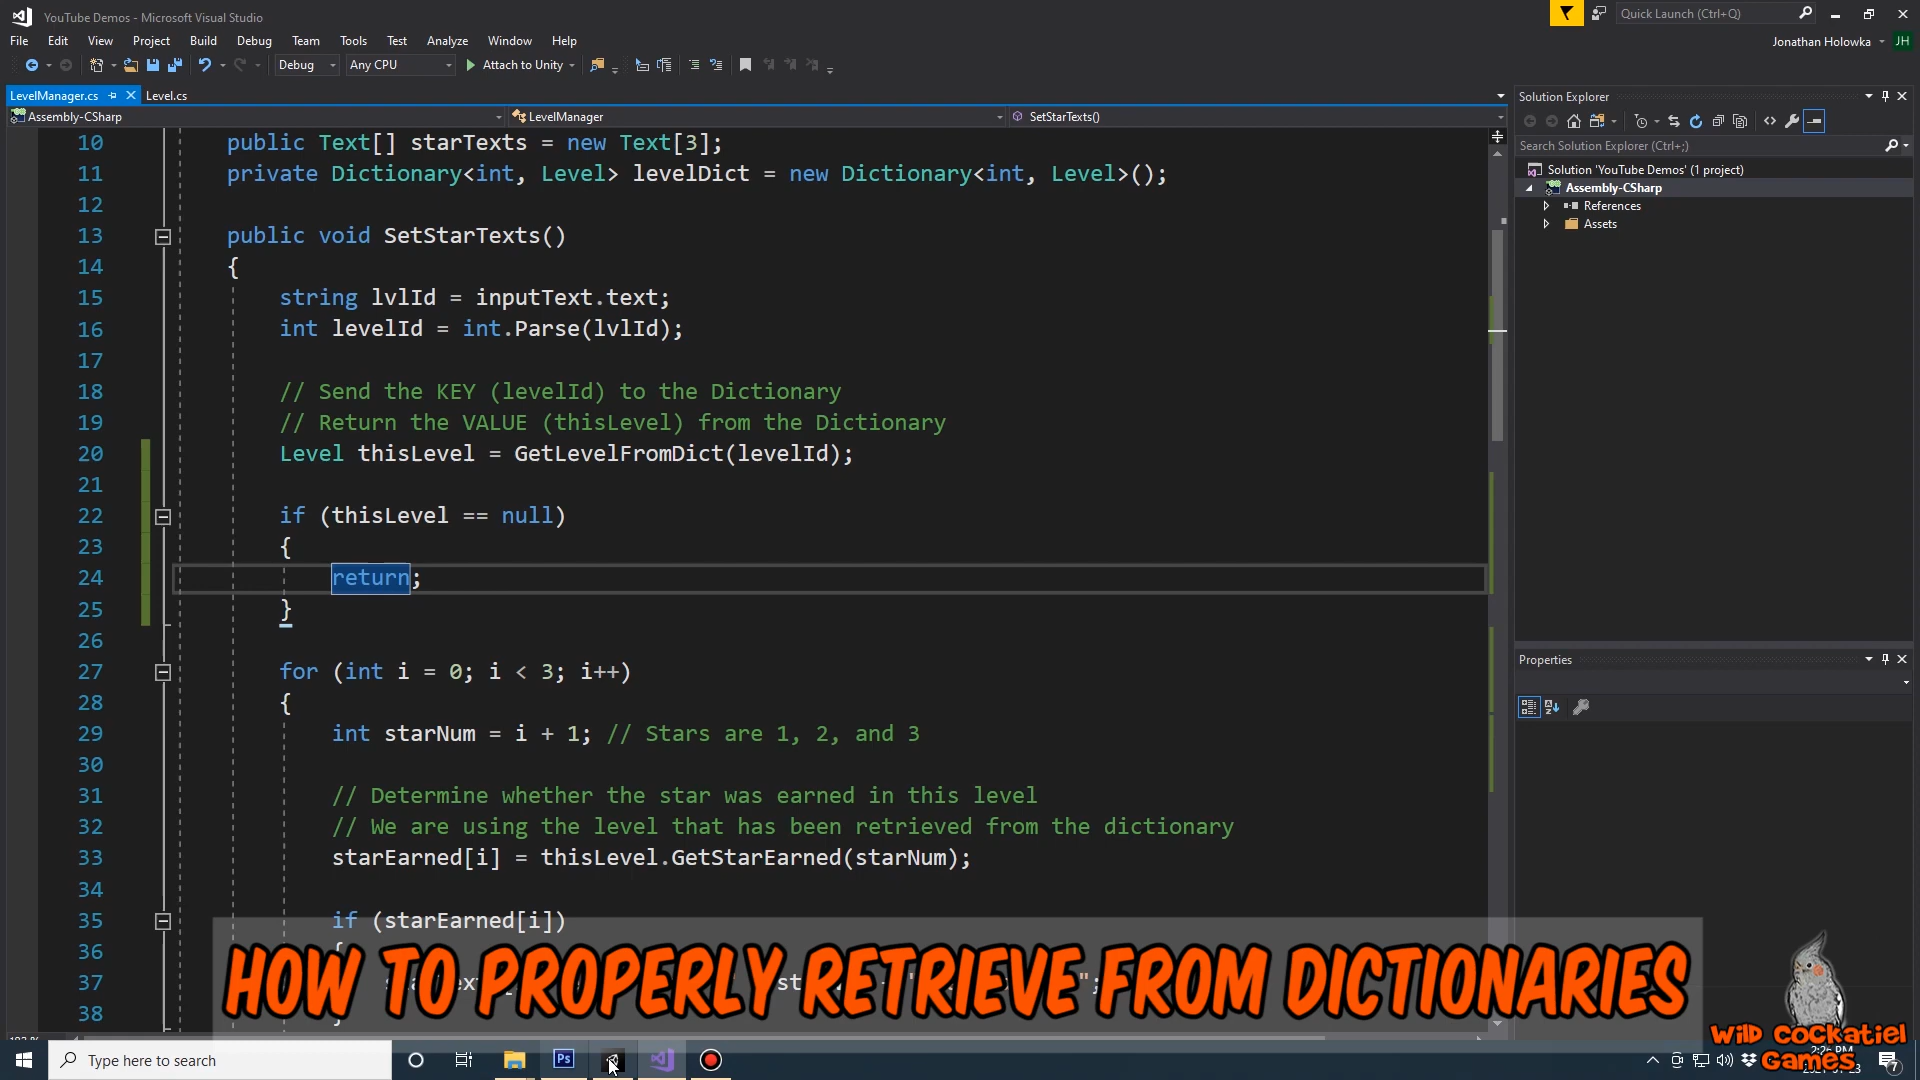 YouTube Demos - Microsoft Visual Studio
Quick Launch (Ctrl+Q)
File Edit View Project Build Debug Team Tools Test Analyze Window Help
Jonathan Holowka JH
Debug Any CPU Attach to Unity
LevelManager.cs Level.cs
Assembly-CSharp LevelManager SetStarTexts()
10 public Text[] starTexts = new Text[3];
11 private Dictionary<int, Level> levelDict = new Dictionary<int, Level>();
12
13 public void SetStarTexts()
14 {
15 string lvlId = inputText.text;
16 int levelId = int.Parse(lvlId);
17
18 // Send the KEY (levelId) to the Dictionary
19 // Return the VALUE (thisLevel) from the Dictionary
20 Level thisLevel = GetLevelFromDict(levelId);
21
22 if (thisLevel == null)
23 {
24 return;
25 }
26
27 for (int i = 0; i < 3; i++)
28 {
29 int starNum = i + 1; // Stars are 1, 2, and 3
30
31 // Determine whether the star was earned in this level
32 // We are using the level that has been retrieved from the dictionary
33 starEarned[i] = thisLevel.GetStarEarned(starNum);
34
35 if (starEarned[i])
36 {
37
38 }
Solution Explorer
Search Solution Explorer (Ctrl+;)
Solution 'YouTube Demos' (1 project)
Assembly-CSharp
References
Assets
Properties
HOW TO PROPERLY RETRIEVE FROM DICTIONARIES
Wild Cockatiel
Games
Type here to search
Ps
7